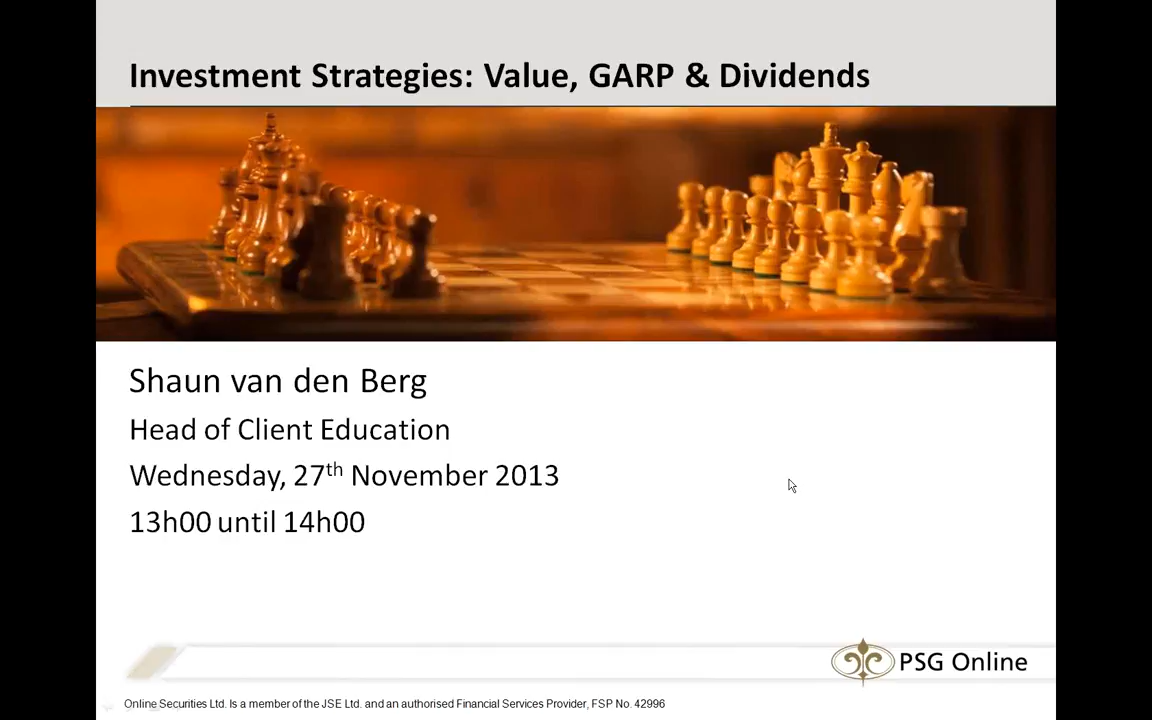 Investment Strategies: Value, GARP & Dividends
Shaun van den Berg
Head of Client Education
Wednesday, 27th November 2013
13h00 until 14h00
PSG Online
Online Securities Ltd. Is a member of the JSE Ltd. and an authorised Financial Services Provider, FSP No. 42996